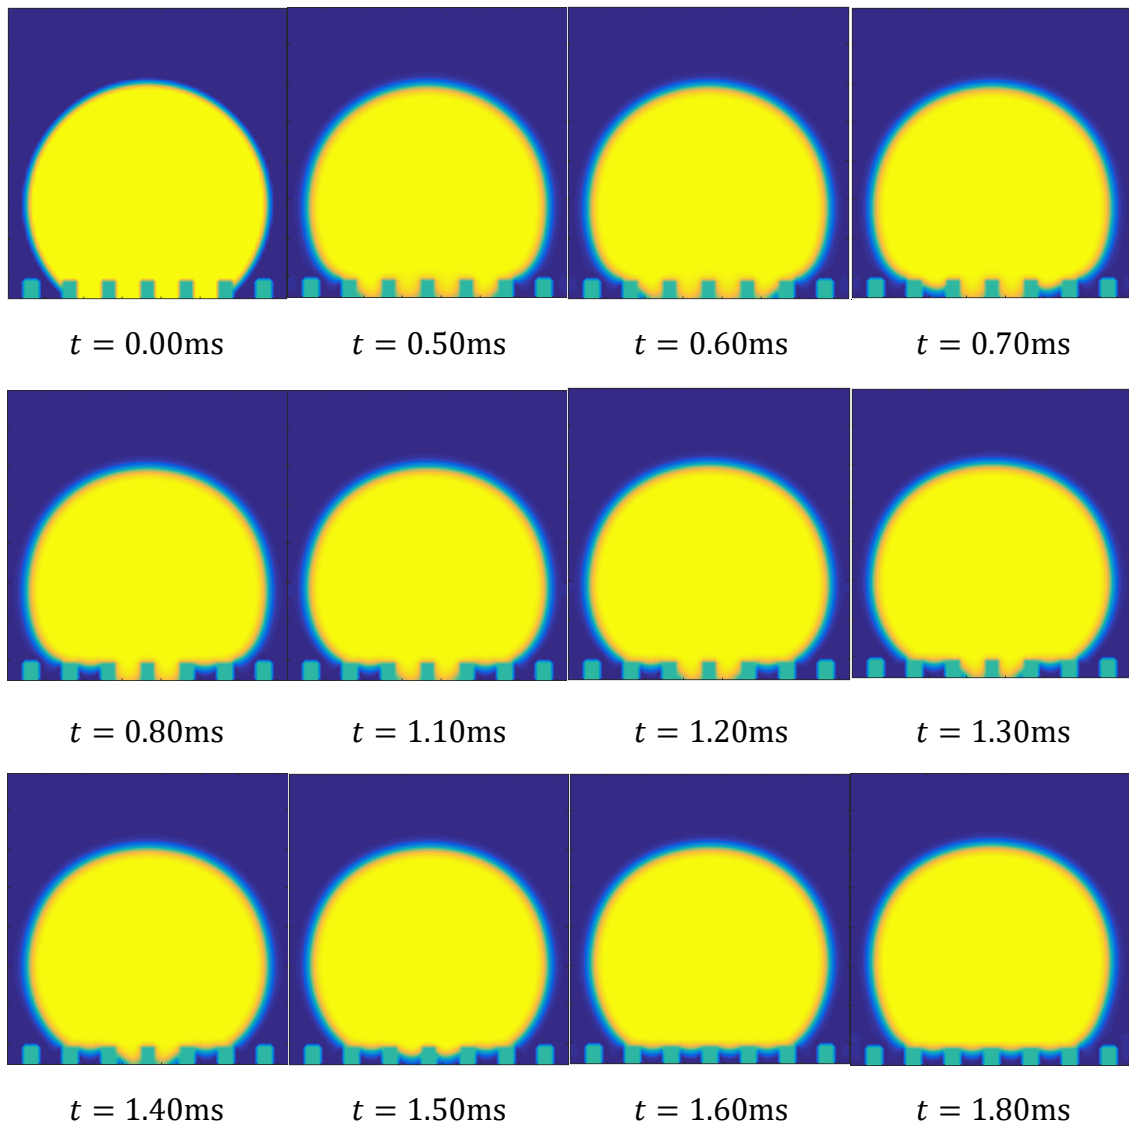 t = 0.00ms t = 0.50ms t = 0.60ms t = 0.70ms
t = 0.80ms t = 1.10ms t = 1.20ms t = 1.30ms
t = 1.40ms t = 1.50ms t = 1.60ms t = 1.80ms